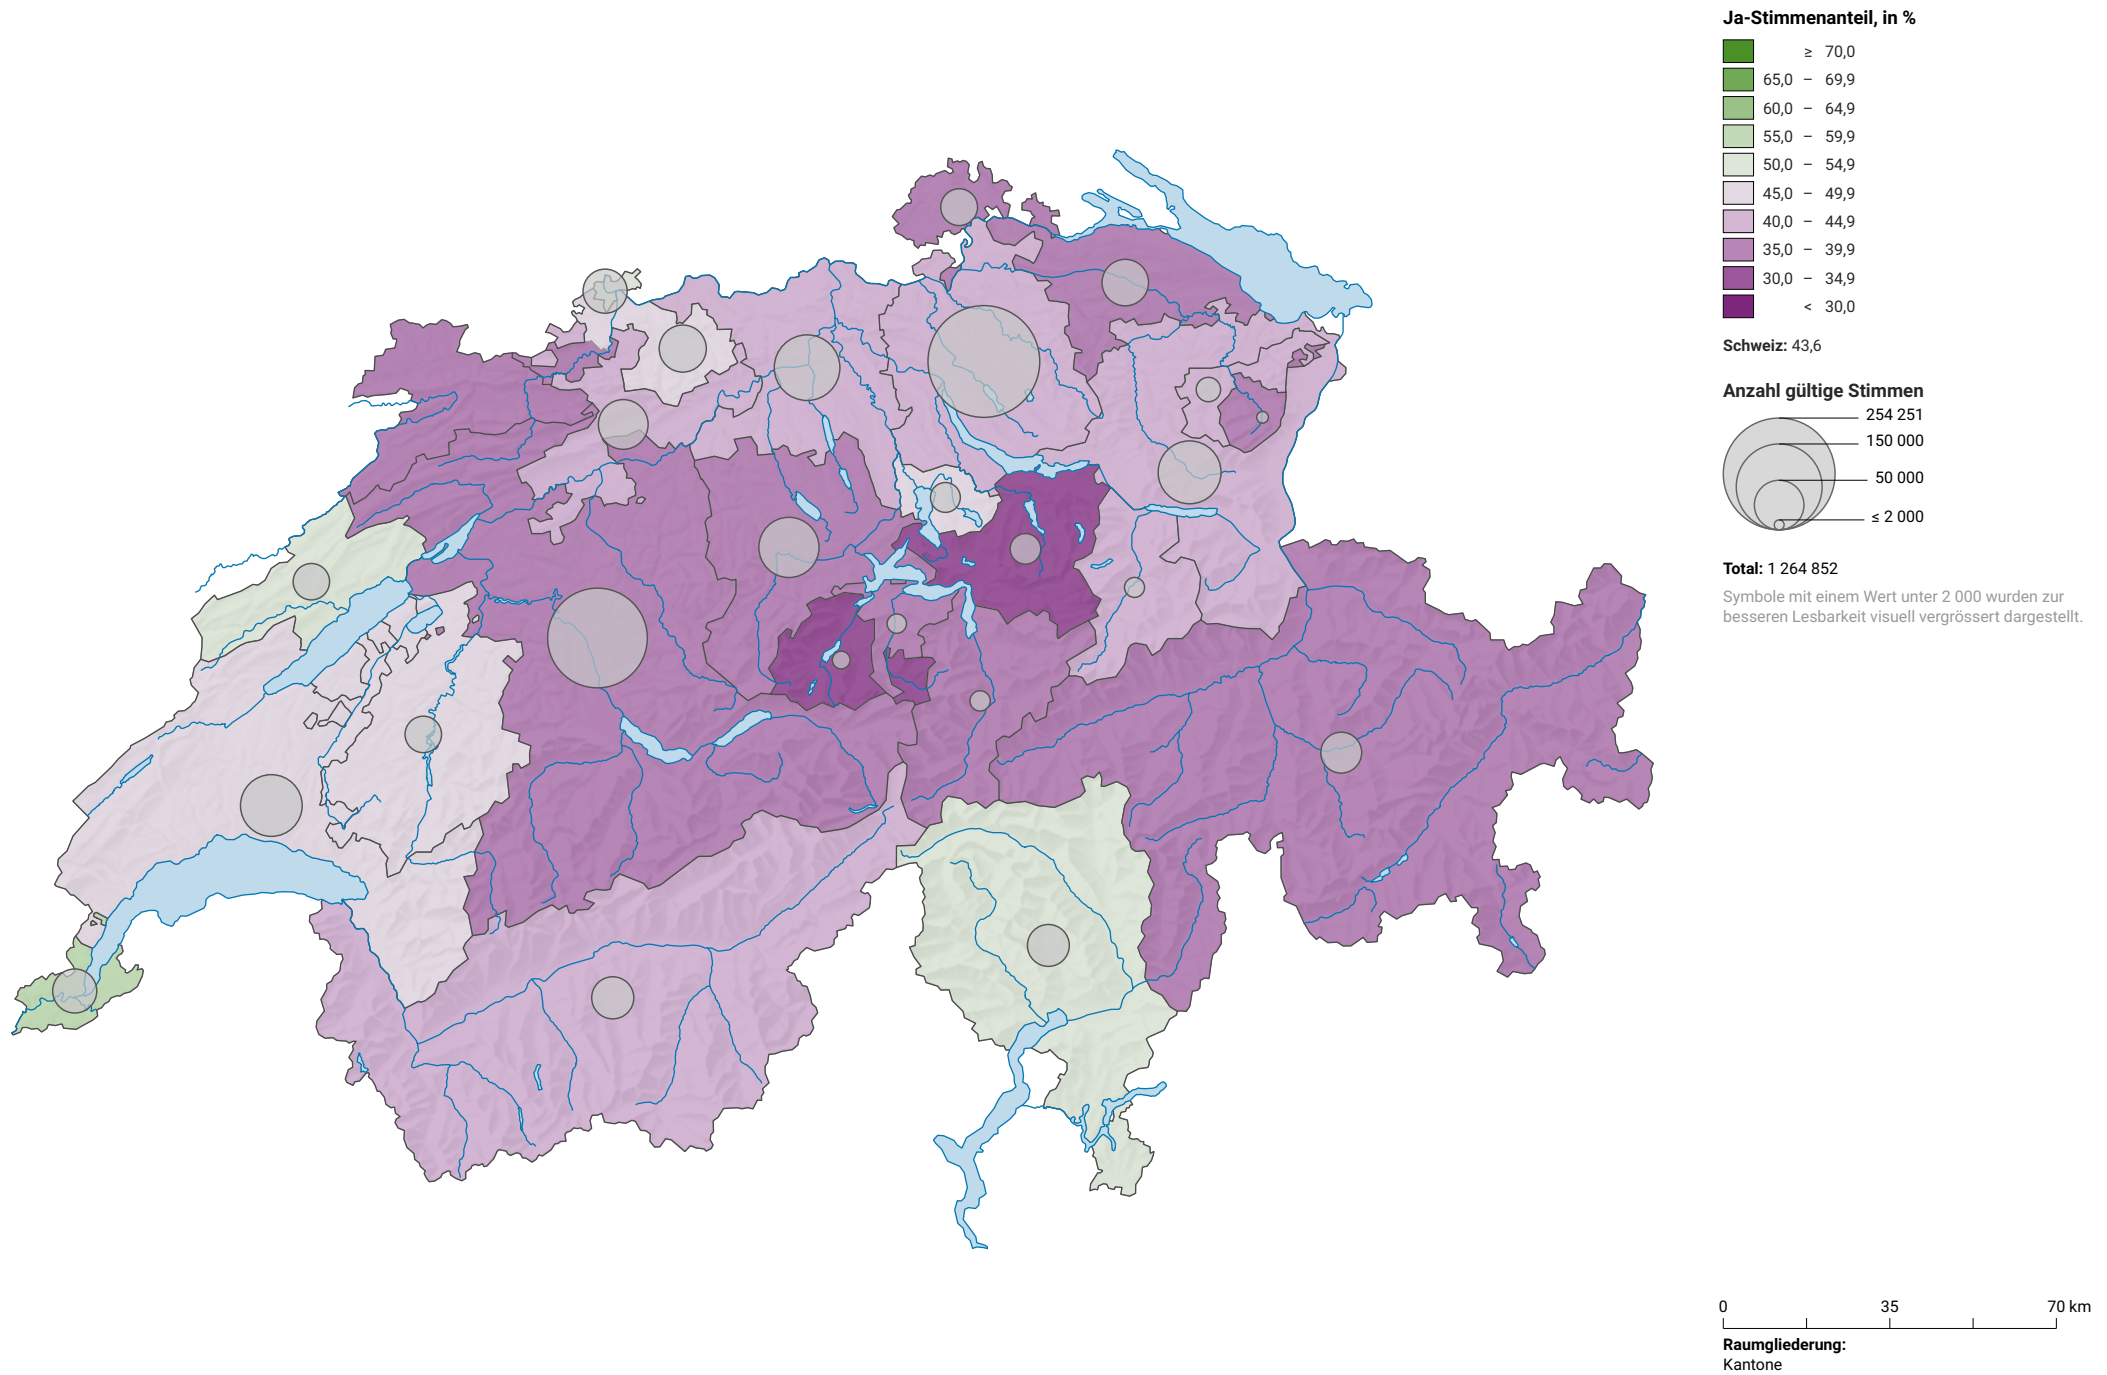 Ja-Stimmenanteil, in %
≥ 70,0
65,0 – 69,9
60,0 – 64,9
55,0 – 59,9
50,0 – 54,9
45,0 – 49,9
40,0 – 44,9
35,0 – 39,9
30,0 – 34,9
< 30,0
Schweiz: 43,6
Anzahl gültige Stimmen
254 251
150 000
50 000
≤ 2 000
Total: 1 264 852
Symbole mit einem Wert unter 2 000 wurden zur
besseren Lesbarkeit visuell vergrössert dargestellt.
0 35 70 km
Raumgliederung:
Kantone